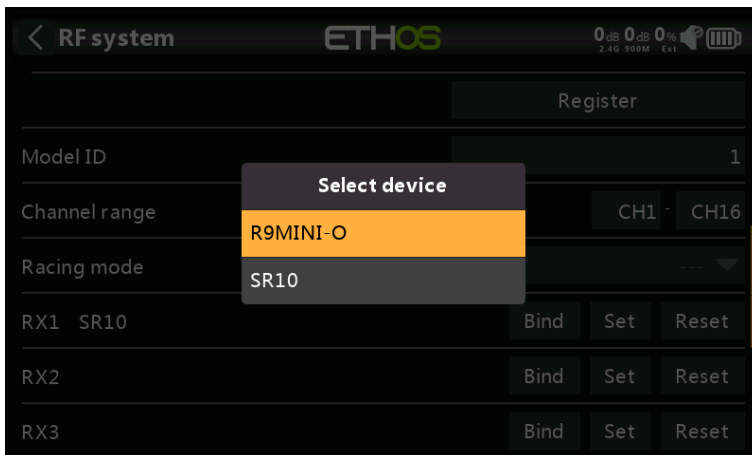 RF system ETHOS 0dB 0dB 0%
2.4G 900M Ext
Register
Model ID 1
Select device
Channel range CH1 - CH16
R9MINI-O
Racing mode ---
SR10
RX1 SR10 Bind Set Reset
RX2 Bind Set Reset
RX3 Bind Set Reset